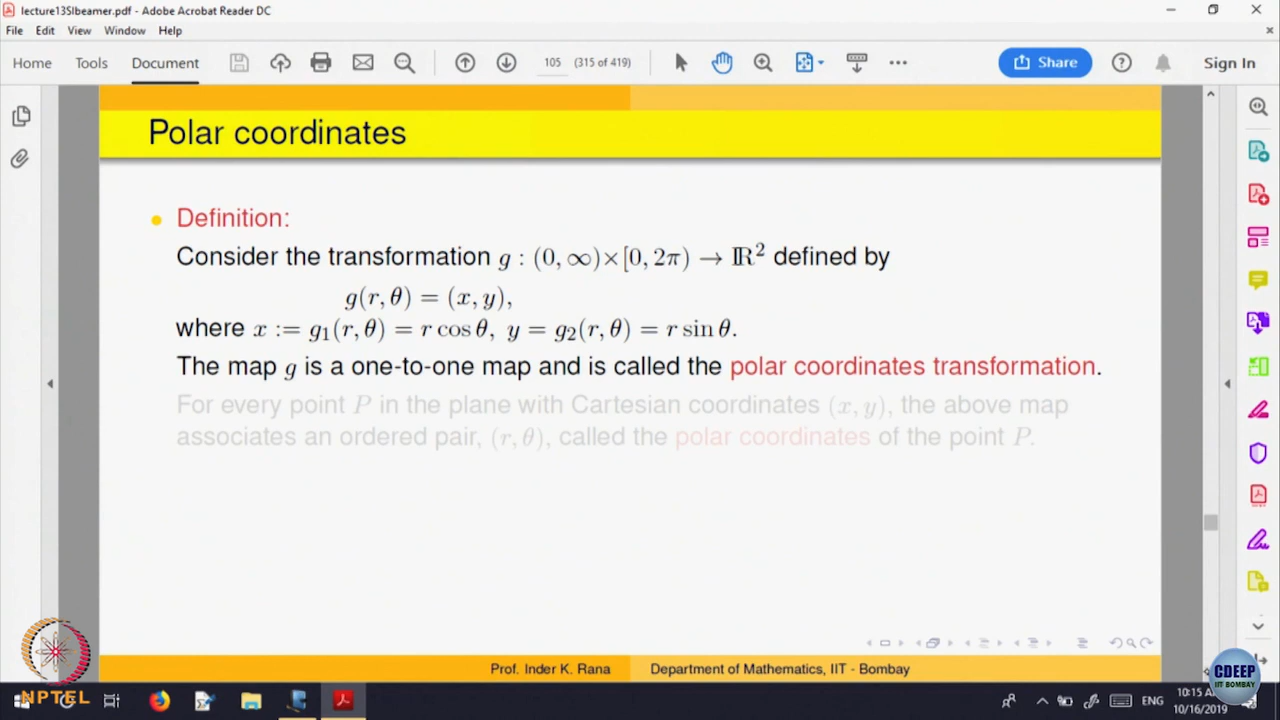 lecture13SIbeamer.pdf - Adobe Acrobat Reader DC
File Edit View Window Help
Home Tools Document 105 (315 of 419) Share Sign In
Polar coordinates
Definition:
Consider the transformation g : (0, ∞)×[0, 2π) → ℝ² defined by
g(r, θ) = (x, y),
where x := g₁(r, θ) = r cos θ, y = g₂(r, θ) = r sin θ.
The map g is a one-to-one map and is called the polar coordinates transformation.
For every point P in the plane with Cartesian coordinates (x, y), the above map
associates an ordered pair, (r, θ), called the polar coordinates of the point P.
Prof. Inder K. Rana Department of Mathematics, IIT - Bombay
CDEEP
IIT BOMBAY
NPTEL
ENG
10:15
10/16/2019